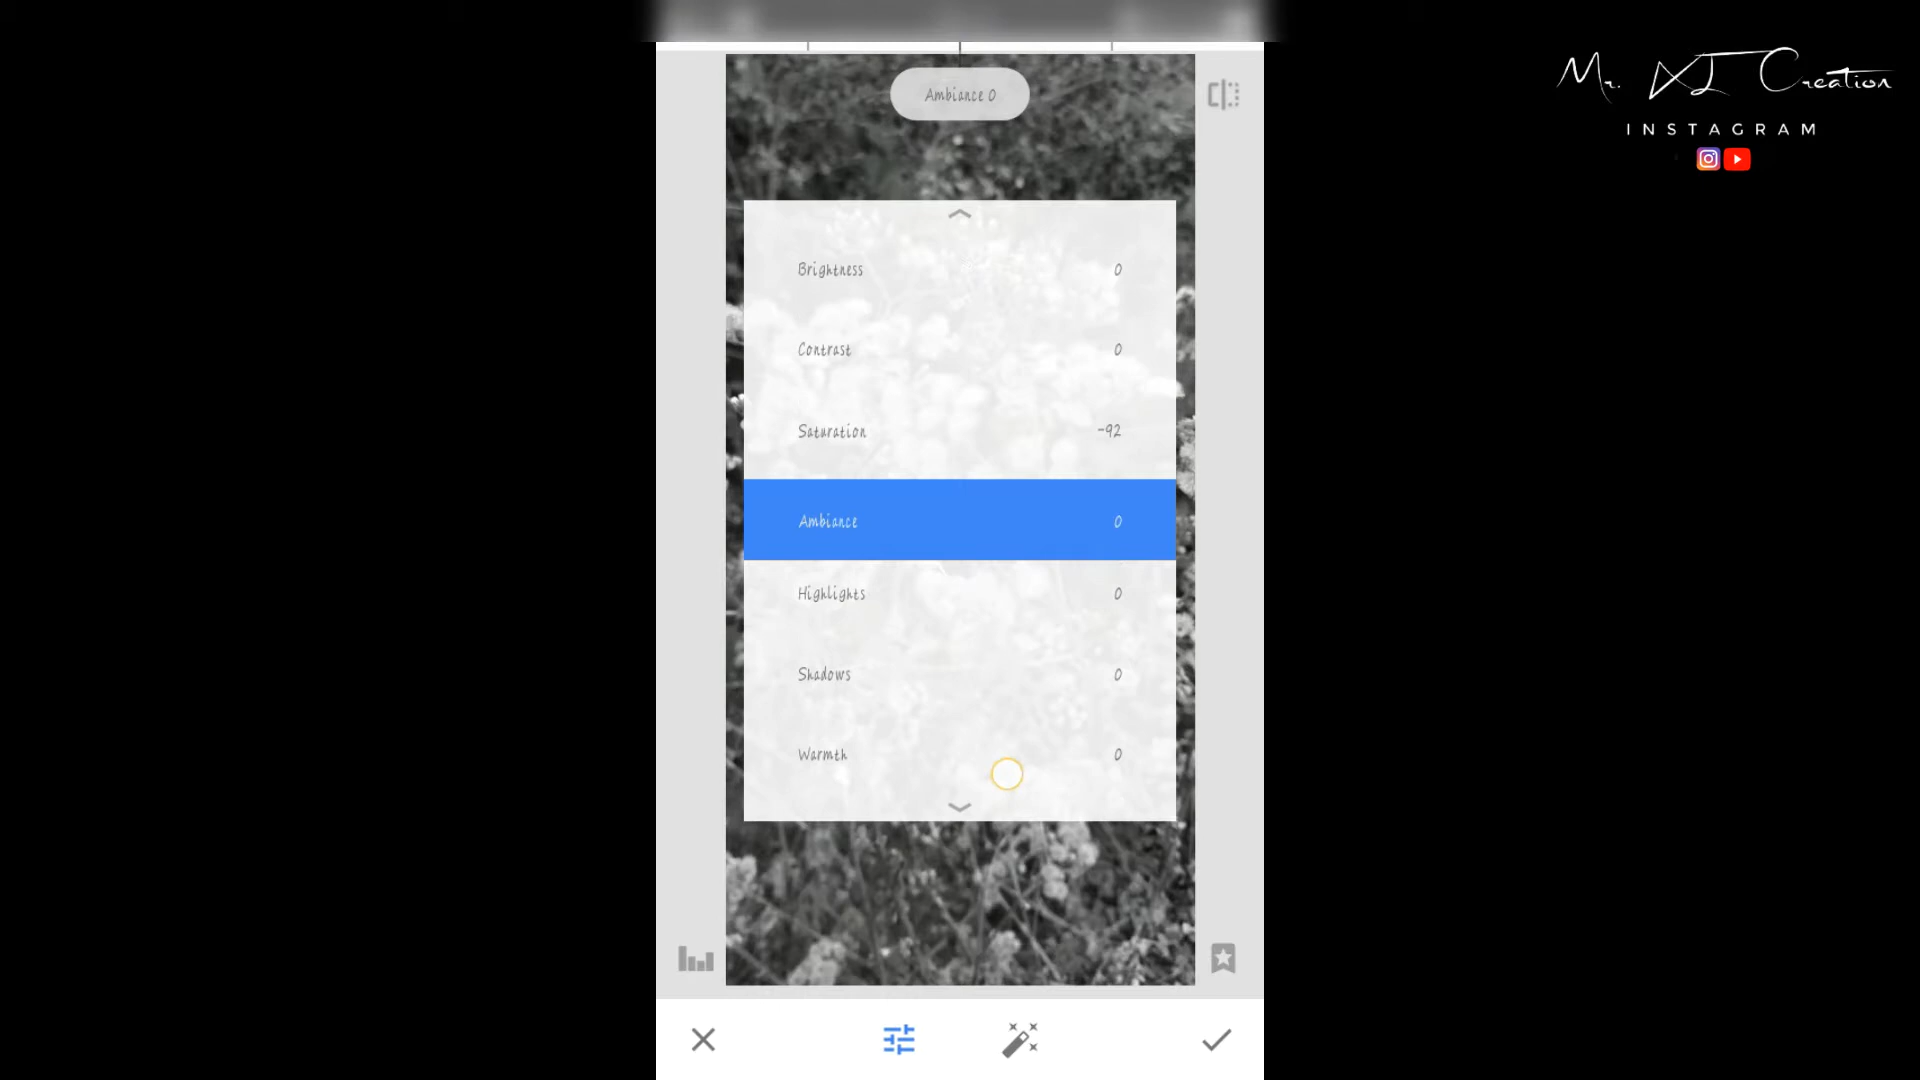 Ambiance 0
Mr. XI Creation
INSTAGRAM
Brightness 0
Contrast 0
Saturation -92
Ambiance 0
Highlights 0
Shadows 0
Warmth 0